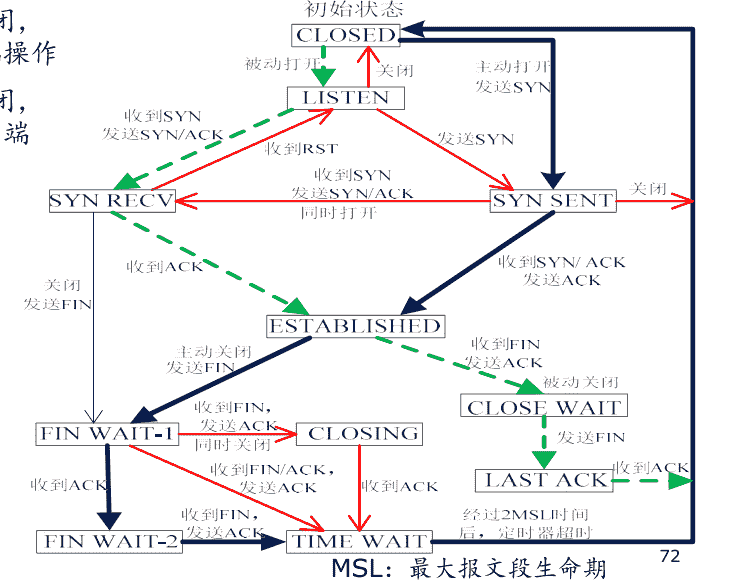 初始状态
闭,
CLOSED
操作
被动打开
关闭
主动打开
发送SYN
LISTEN
闭,
端
收到SYN
发送SYN/ACK
收到RST
发送SYN
收到SYN
发送SYN/ACK
同时打开
SYN RECV
SYN SENT
关闭
收到ACK
收到SYN/ ACK
发送ACK
关闭
发送FIN
ESTABLISHED
主动关闭
发送FIN
收到FIN
发送ACK
被动关闭
CLOSE WAIT
收到FIN,
发送ACK
同时关闭
FIN WAIT-1
CLOSING
发送FIN
收到ACK
收到FIN/ACK,
发送ACK
收到ACK
LAST ACK
收到ACK
收到FIN,
发送ACK
经过2MSL时间
后，定时器超时
FIN WAIT-2
TIME WAIT
MSL：最大报文段生命期
72